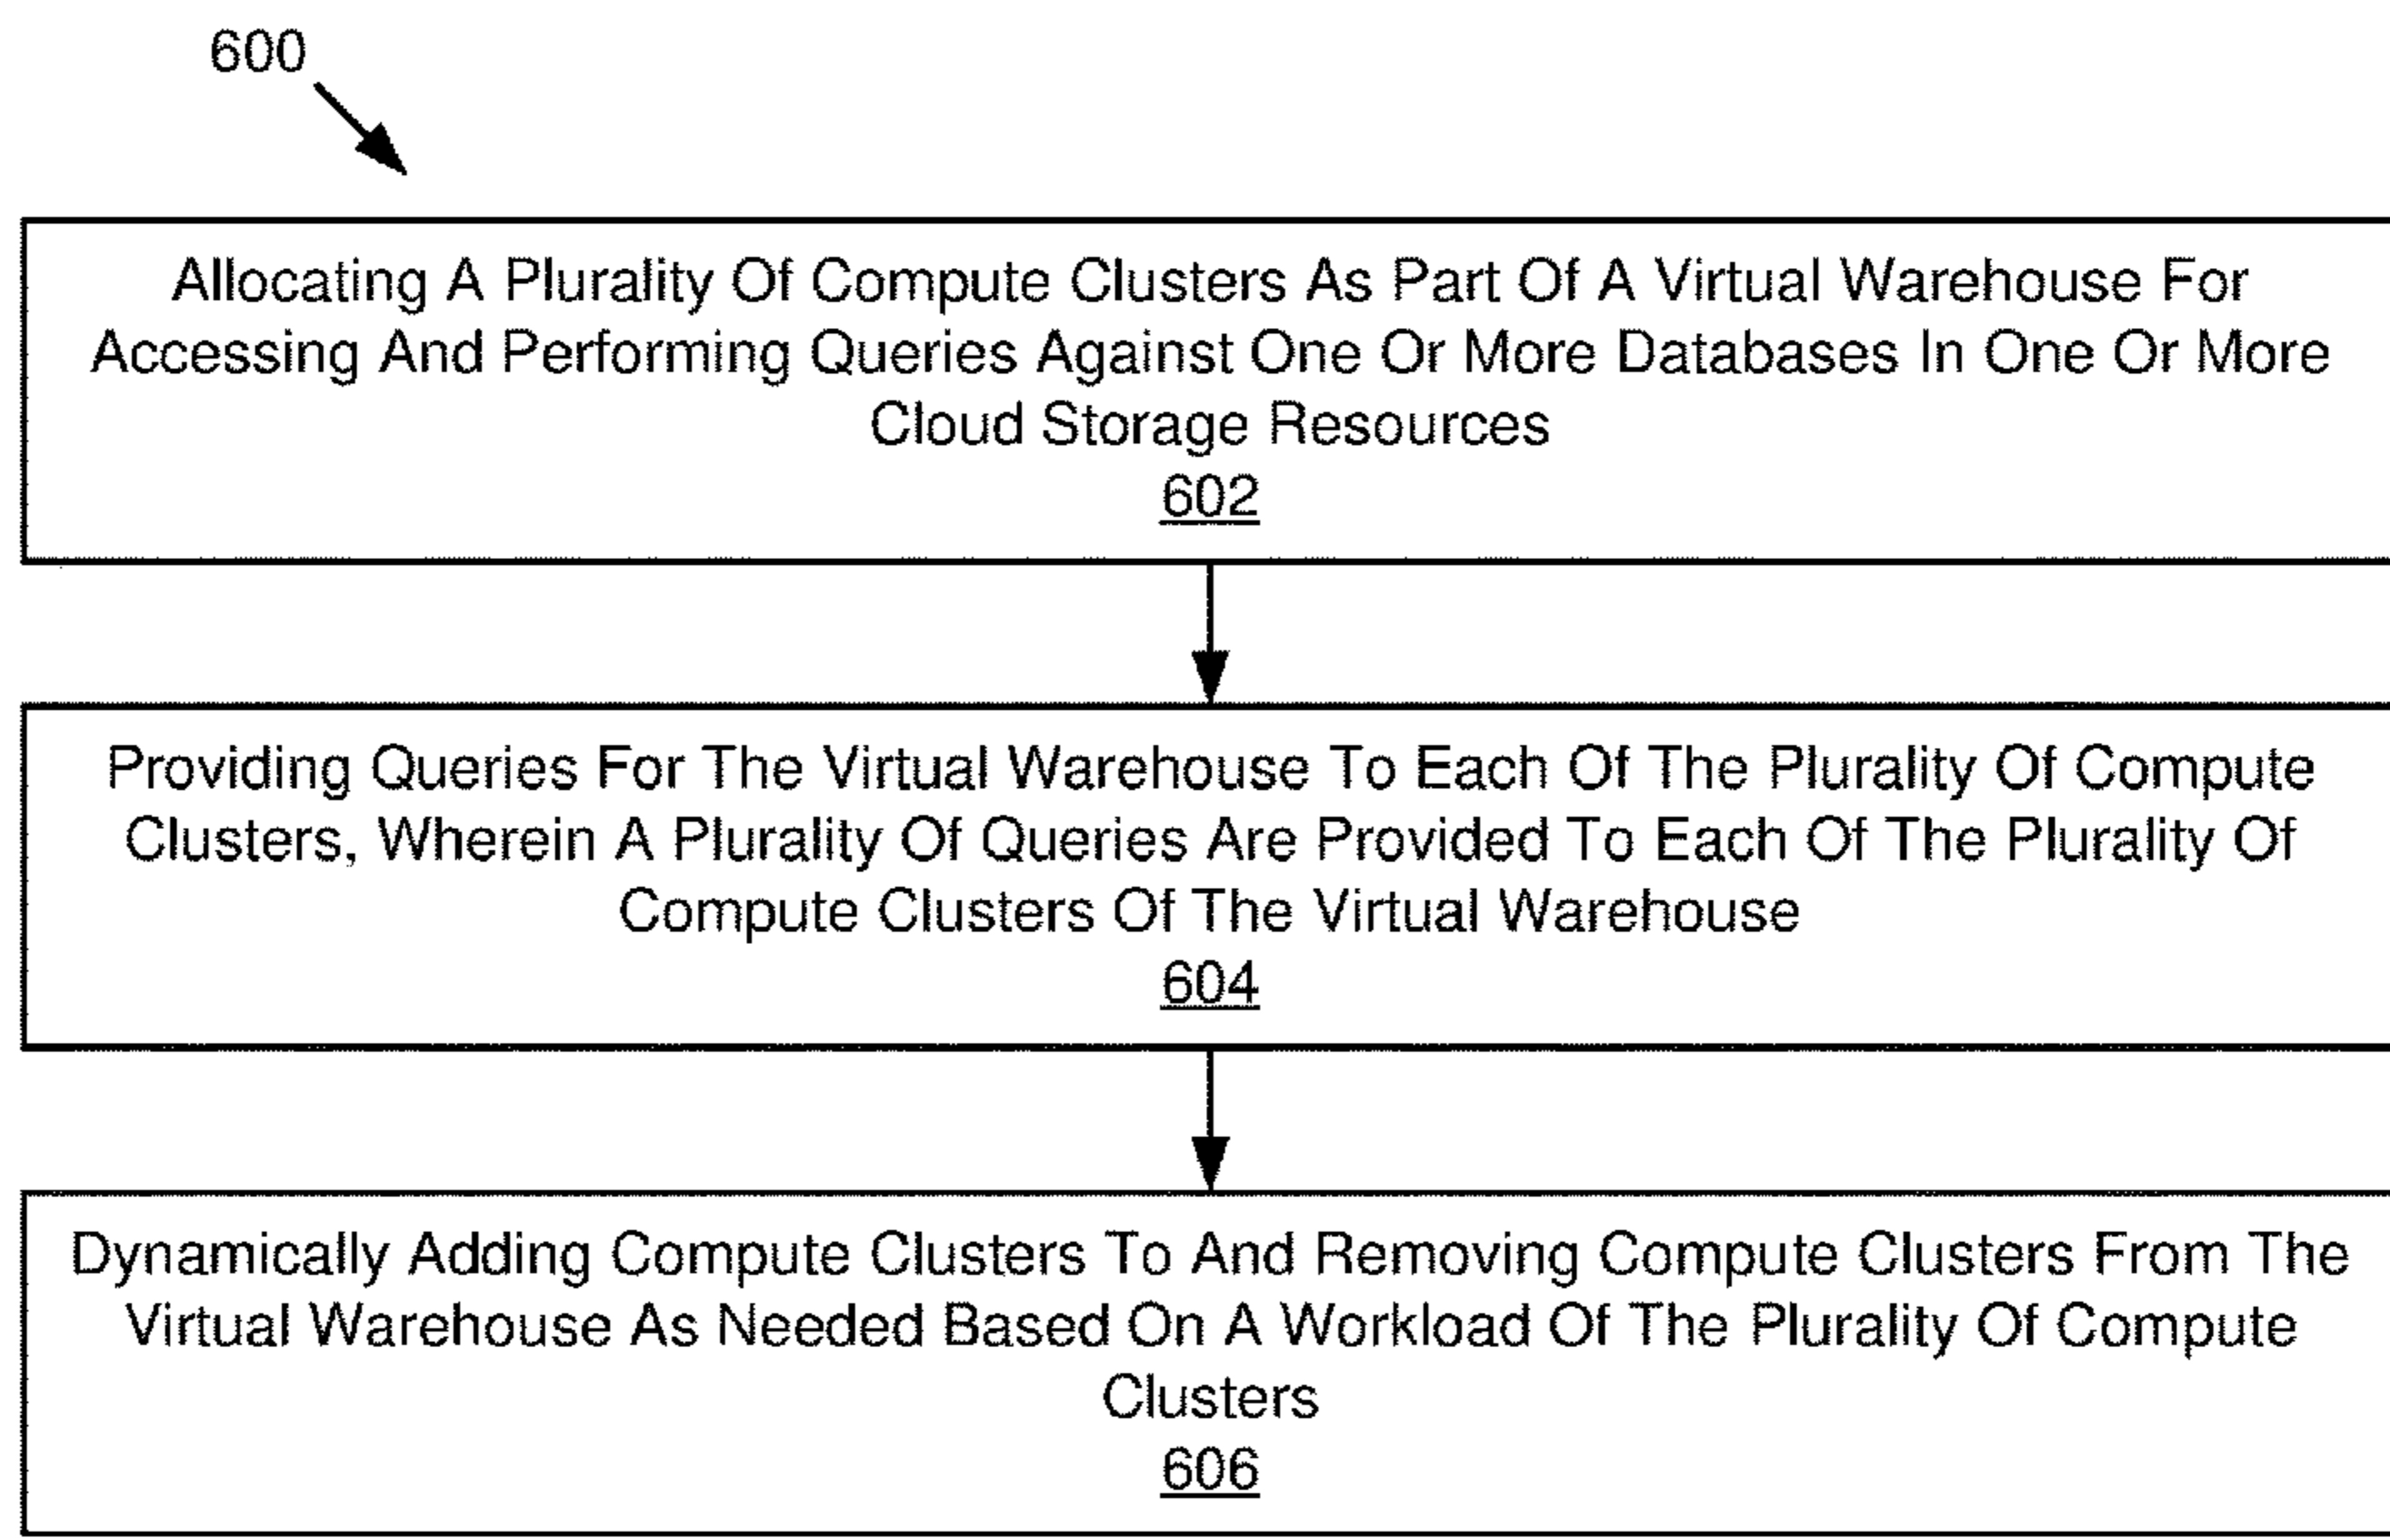 600
Allocating A Plurality Of Compute Clusters As Part Of A Virtual Warehouse For
Accessing And Performing Queries Against One Or More Databases In One Or More
Cloud Storage Resources
602
Providing Queries For The Virtual Warehouse To Each Of The Plurality Of Compute
Clusters, Wherein A Plurality Of Queries Are Provided To Each Of The Plurality Of
Compute Clusters Of The Virtual Warehouse
604
Dynamically Adding Compute Clusters To And Removing Compute Clusters From The
Virtual Warehouse As Needed Based On A Workload Of The Plurality Of Compute
Clusters
606